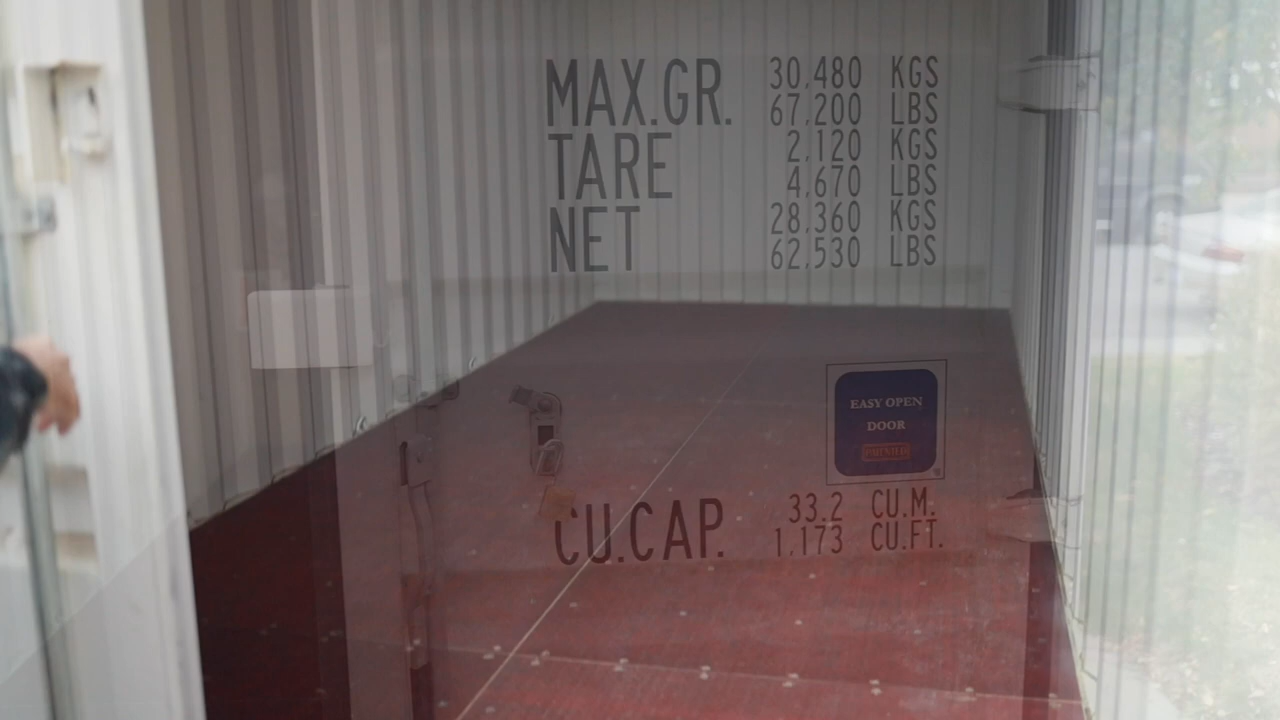 MAX.GR. 30,480 KGS
67,200 LBS
TARE 2,120 KGS
4,670 LBS
NET 28,360 KGS
62,530 LBS
EASY OPEN
DOOR
PATENTED
CU.CAP. 33.2 CU.M.
1,173 CU.FT.